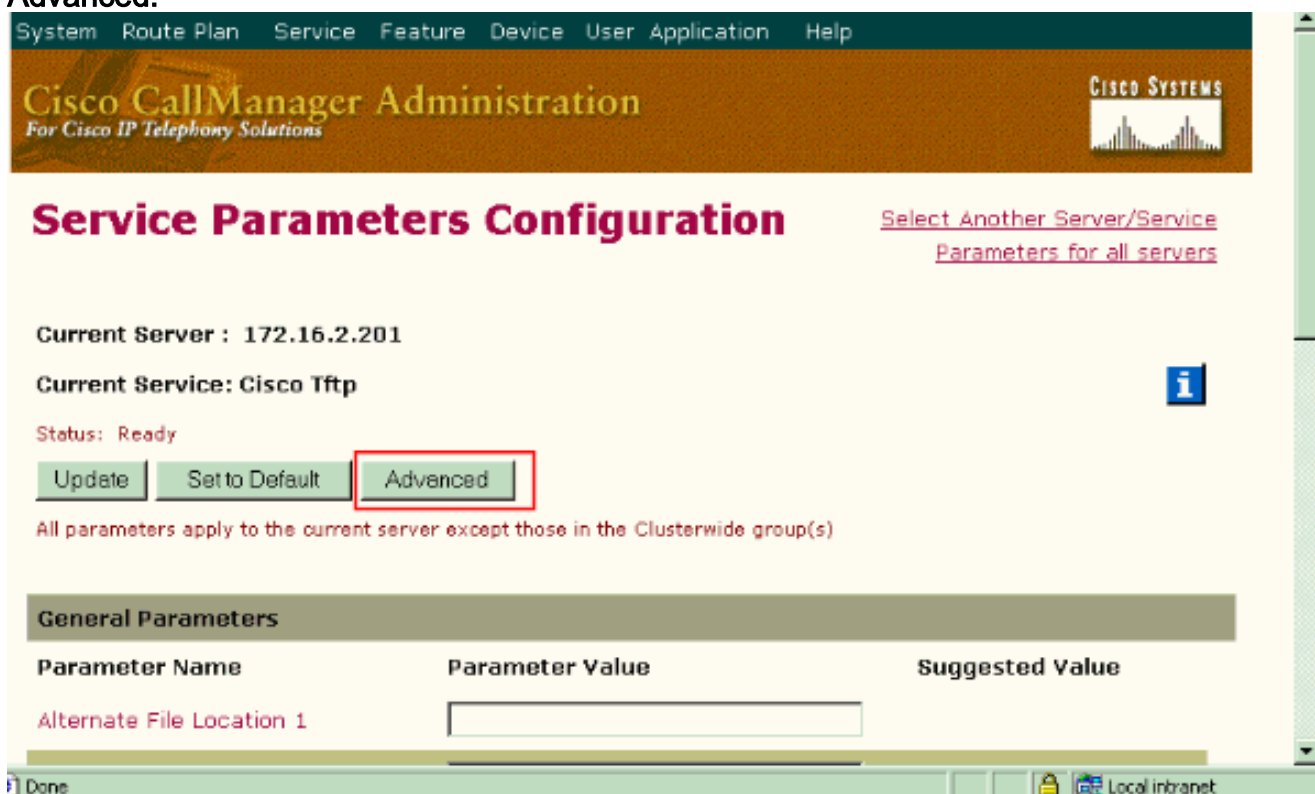 Advanced.
System Route Plan Service Feature Device User Application Help
Cisco CallManager Administration
For Cisco IP Telephony Solutions
CISCO SYSTEMS
Service Parameters Configuration
Select Another Server/Service
Parameters for all servers
Current Server : 172.16.2.201
Current Service: Cisco Tftp
i
Status: Ready
Update Set to Default Advanced
All parameters apply to the current server except those in the Clusterwide group(s)
General Parameters
Parameter Name Parameter Value Suggested Value
Alternate File Location 1
Done Local intranet